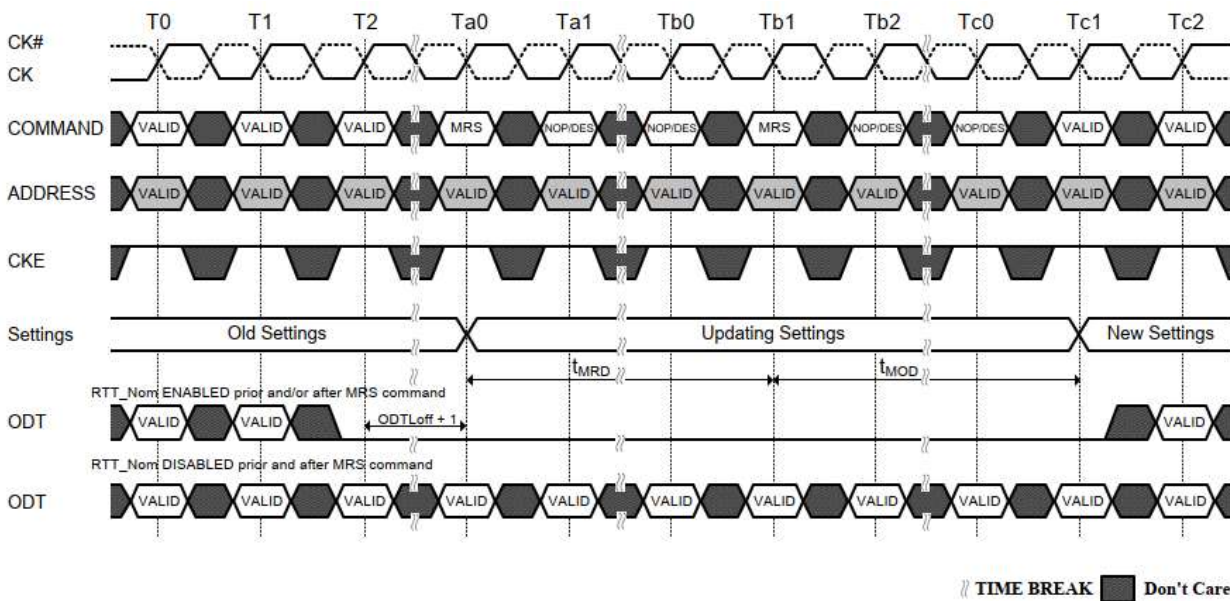 T0 T1 T2 Ta0 Ta1 Tb0 Tb1 Tb2 Tc0 Tc1 Tc2
CK#
CK
COMMAND VALID VALID VALID MRS NOP/DES NOP/DES MRS NOP/DES NOP/DES VALID VALID
ADDRESS VALID VALID VALID VALID VALID VALID VALID VALID VALID VALID VALID
CKE
Settings Old Settings Updating Settings New Settings
tMRD tMOD
RTT_Nom ENABLED prior and/or after MRS command
ODT VALID VALID ODTLoff + 1 VALID
RTT_Nom DISABLED prior and after MRS command
ODT VALID VALID VALID VALID VALID VALID VALID VALID VALID VALID VALID
TIME BREAK Don't Care